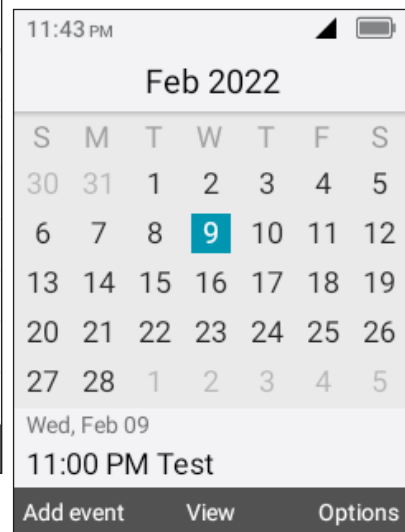 11:43 PM
Feb 2022
S M T W T F S
30 31 1 2 3 4 5
6 7 8 9 10 11 12
13 14 15 16 17 18 19
20 21 22 23 24 25 26
27 28 1 2 3 4 5
Wed, Feb 09
11:00 PM Test
Add event View Options